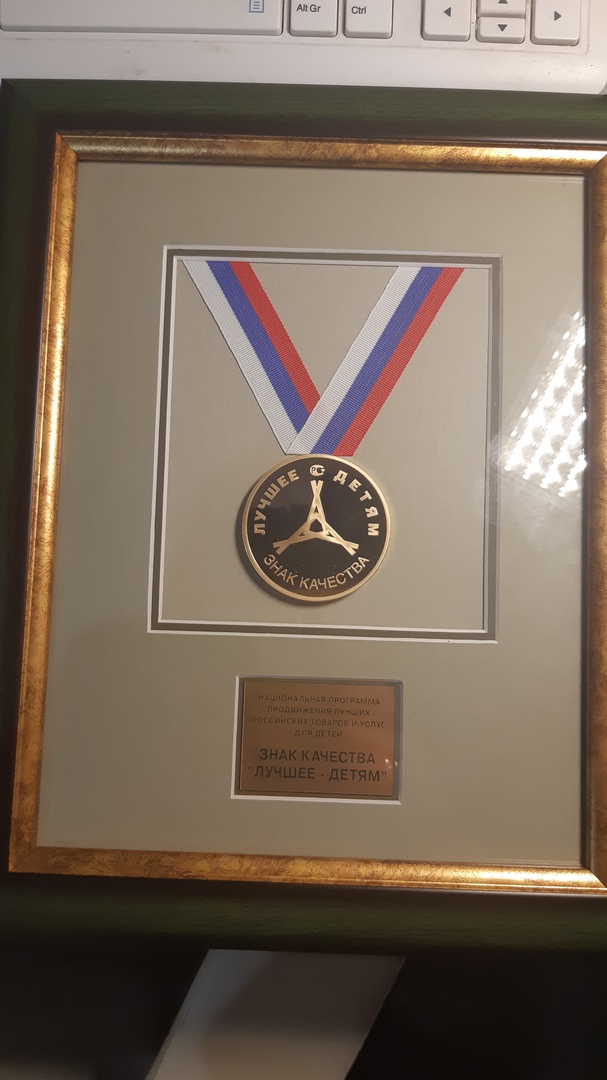 Alt Gr
Ctrl
ЛУЧШЕЕ РСТ ДЕТЯМ
ЗНАК КАЧЕСТВА
НАЦИОНАЛЬНАЯ ПРОГРАММА
ПРОДВИЖЕНИЯ ЛУЧШИХ
РОССИЙСКИХ ТОВАРОВ И УСЛУГ
ДЛЯ ДЕТЕЙ
ЗНАК КАЧЕСТВА
"ЛУЧШЕЕ - ДЕТЯМ"